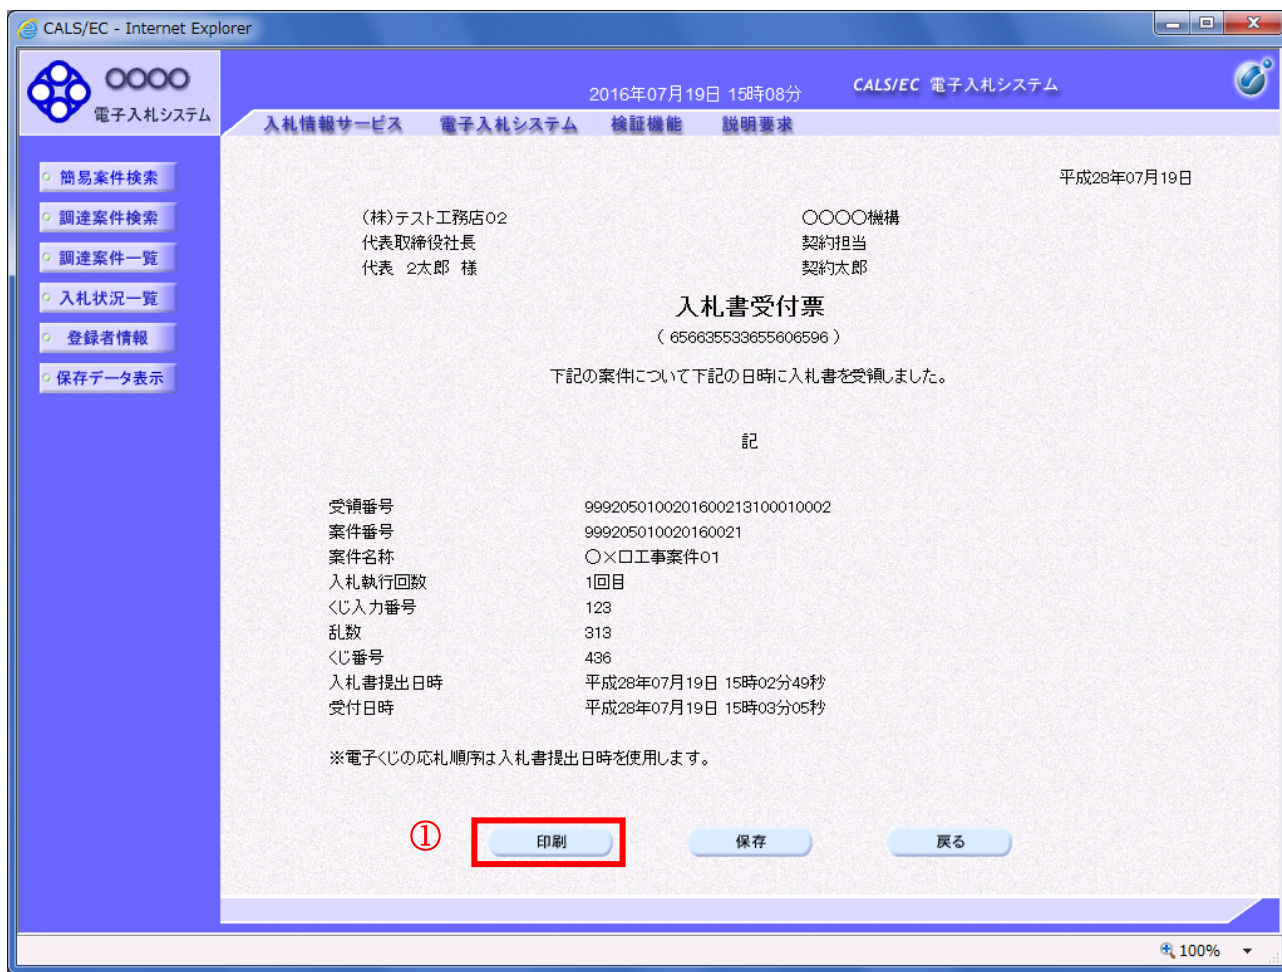 CALS/EC - Internet Explorer
○○○○
電子入札システム
2016年07月19日 15時08分
CALS/EC 電子入札システム
入札情報サービス 電子入札システム 検証機能 説明要求
簡易案件検索
調達案件検索
調達案件一覧
入札状況一覧
登録者情報
保存データ表示
平成28年07月19日
(株)テスト工務店02
代表取締役社長
代表 2太郎 様
○○○○機構
契約担当
契約太郎
入札書受付票
(656635533655606596)
下記の案件について下記の日時に入札書を受領しました。
記
受領番号 9992050100201600213100010002
案件番号 999205010020160021
案件名称 ○×口工事案件01
入札執行回数 1回目
くじ入力番号 123
乱数 313
くじ番号 436
入札書提出日時 平成28年07月19日 15時02分49秒
受付日時 平成28年07月19日 15時03分05秒
※電子くじの応札順序は入札書提出日時を使用します。
① 印刷 保存 戻る
100%